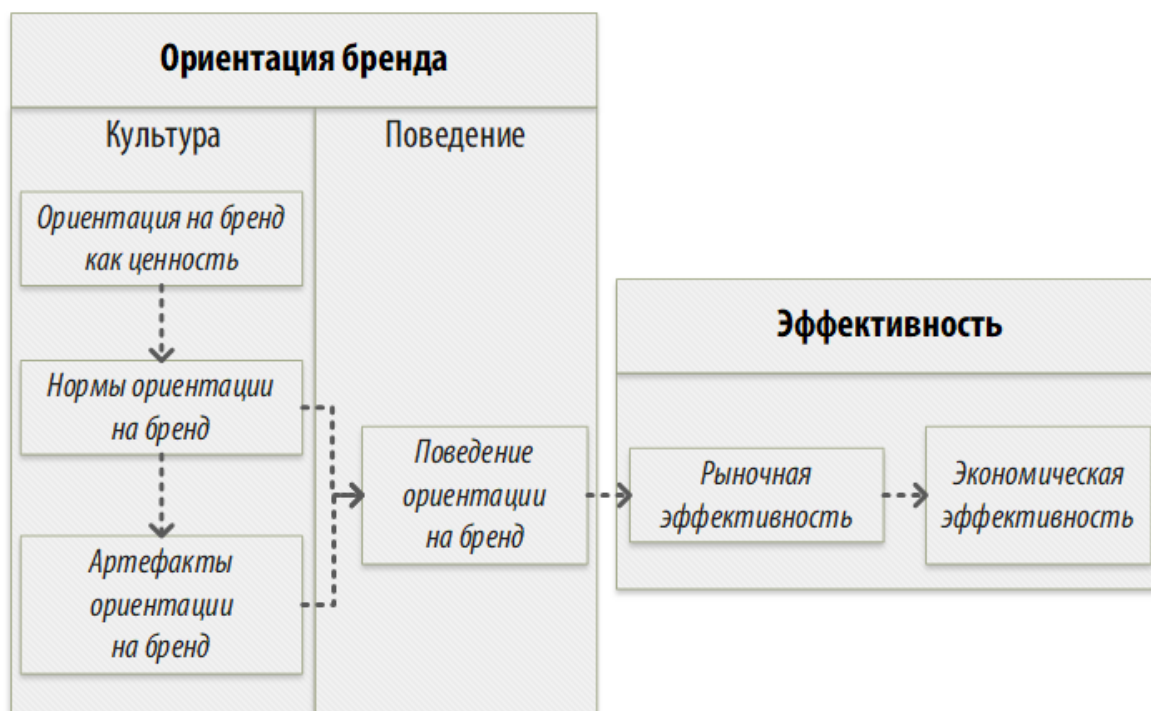 Ориентация бренда
Культура
Поведение
Ориентация на бренд
как ценность
Нормы ориентации
на бренд
Артефакты
ориентации
на бренд
Поведение
ориентации
на бренд
Эффективность
Рыночная
эффективность
Экономическая
эффективность